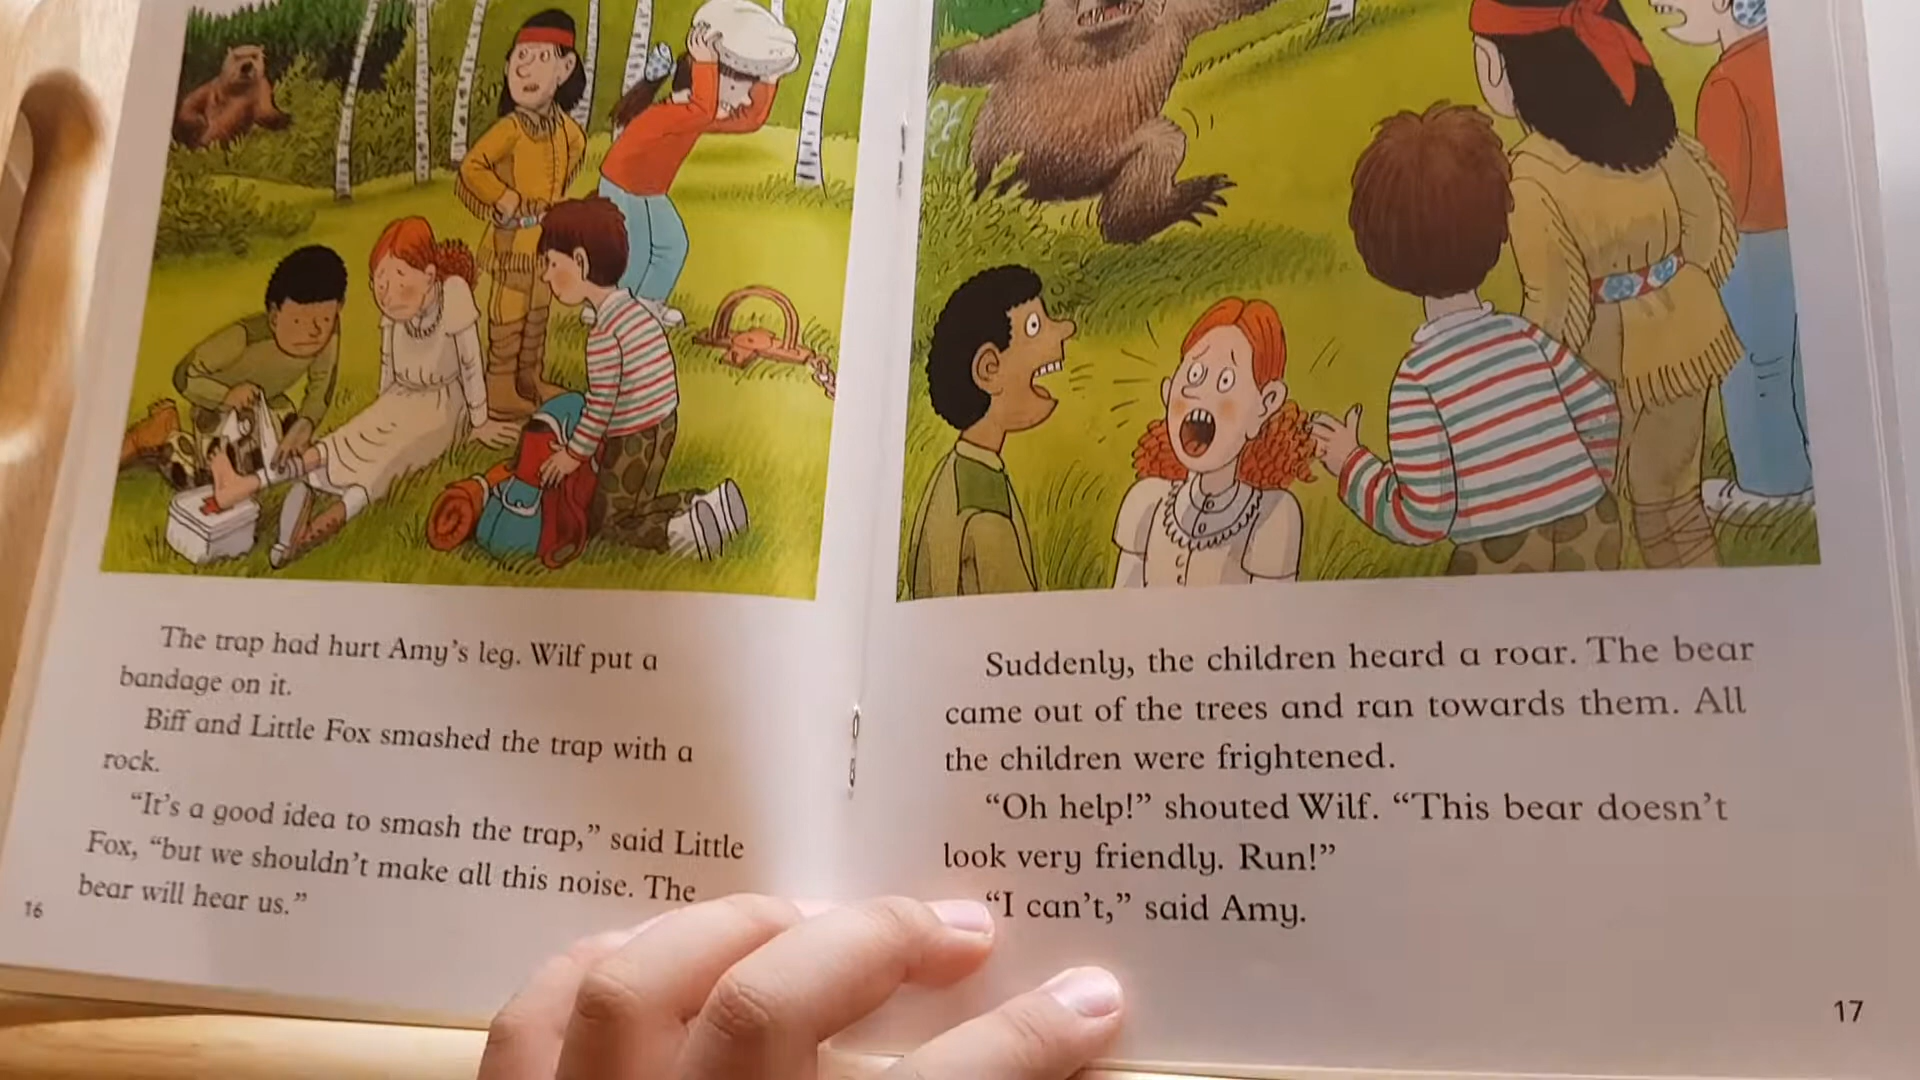 The trap had hurt Amy's leg. Wilf put a
bandage on it.
Biff and Little Fox smashed the trap with a
rock.
“It's a good idea to smash the trap,” said Little
Fox, “but we shouldn't make all this noise. The
bear will hear us.”
16
Suddenly, the children heard a roar. The bear
came out of the trees and ran towards them. All
the children were frightened.
“Oh help!” shouted Wilf. “This bear doesn't
look very friendly. Run!”
“I can't,” said Amy.
17